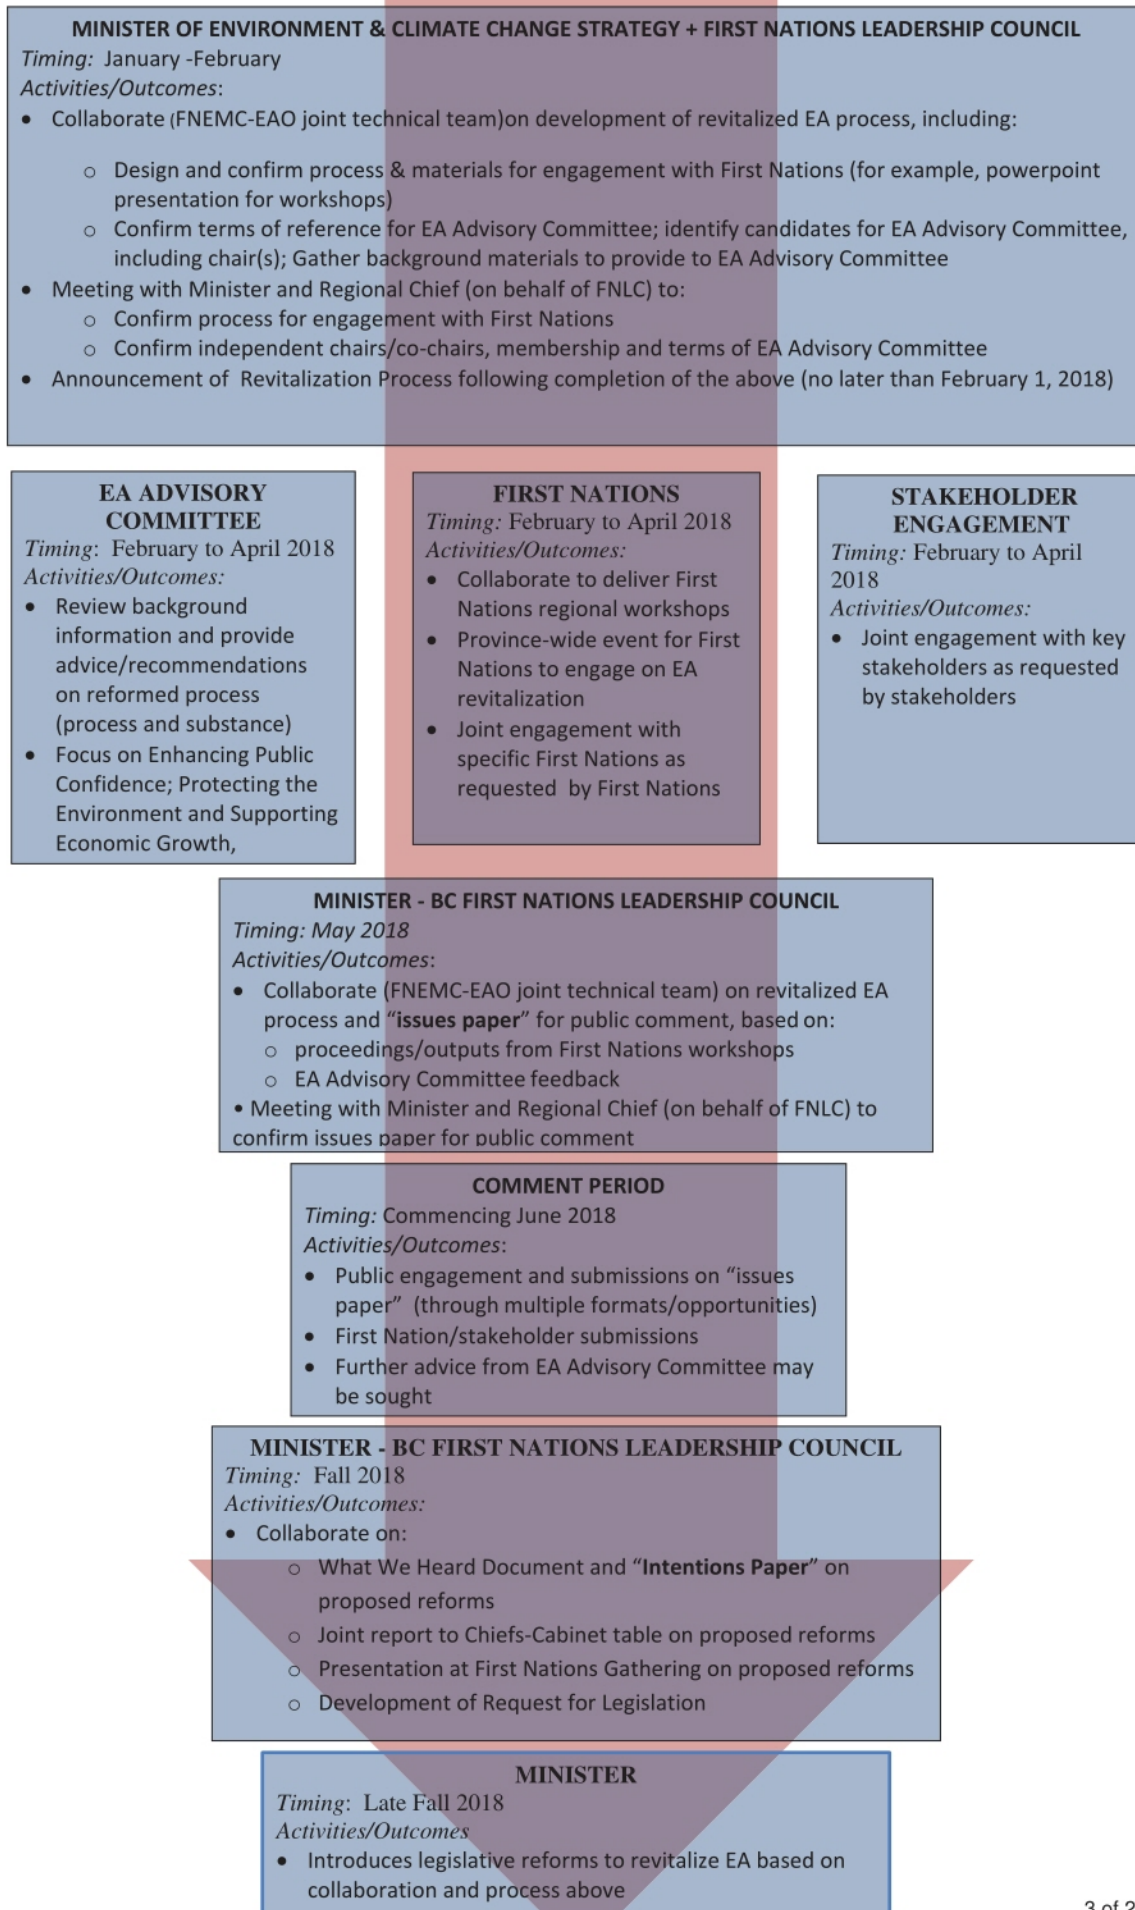 MINISTER OF ENVIRONMENT & CLIMATE CHANGE STRATEGY + FIRST NATIONS LEADERSHIP COUNCIL
Timing: January -February
Activities/Outcomes:
• Collaborate (FNEMC-EAO joint technical team)on development of revitalized EA process, including:
o Design and confirm process & materials for engagement with First Nations (for example, powerpoint
presentation for workshops)
o Confirm terms of reference for EA Advisory Committee; identify candidates for EA Advisory Committee,
including chair(s); Gather background materials to provide to EA Advisory Committee
• Meeting with Minister and Regional Chief (on behalf of FNLC) to:
o Confirm process for engagement with First Nations
o Confirm independent chairs/co-chairs, membership and terms of EA Advisory Committee
• Announcement of Revitalization Process following completion of the above (no later than February 1, 2018)
EA ADVISORY
COMMITTEE
Timing: February to April 2018
Activities/Outcomes:
• Review background
information and provide
advice/recommendations
on reformed process
(process and substance)
• Focus on Enhancing Public
Confidence; Protecting the
Environment and Supporting
Economic Growth,
FIRST NATIONS
Timing: February to April 2018
Activities/Outcomes:
• Collaborate to deliver First
Nations regional workshops
• Province-wide event for First
Nations to engage on EA
revitalization
• Joint engagement with
specific First Nations as
requested by First Nations
STAKEHOLDER
ENGAGEMENT
Timing: February to April
2018
Activities/Outcomes:
• Joint engagement with key
stakeholders as requested
by stakeholders
MINISTER - BC FIRST NATIONS LEADERSHIP COUNCIL
Timing: May 2018
Activities/Outcomes:
• Collaborate (FNEMC-EAO joint technical team) on revitalized EA
process and “issues paper” for public comment, based on:
o proceedings/outputs from First Nations workshops
o EA Advisory Committee feedback
• Meeting with Minister and Regional Chief (on behalf of FNLC) to
confirm issues paper for public comment
COMMENT PERIOD
Timing: Commencing June 2018
Activities/Outcomes:
• Public engagement and submissions on “issues
paper” (through multiple formats/opportunities)
• First Nation/stakeholder submissions
• Further advice from EA Advisory Committee may
be sought
MINISTER - BC FIRST NATIONS LEADERSHIP COUNCIL
Timing: Fall 2018
Activities/Outcomes:
• Collaborate on:
o What We Heard Document and “Intentions Paper” on
proposed reforms
o Joint report to Chiefs-Cabinet table on proposed reforms
o Presentation at First Nations Gathering on proposed reforms
o Development of Request for Legislation
MINISTER
Timing: Late Fall 2018
Activities/Outcomes
• Introduces legislative reforms to revitalize EA based on
collaboration and process above
3 of 2